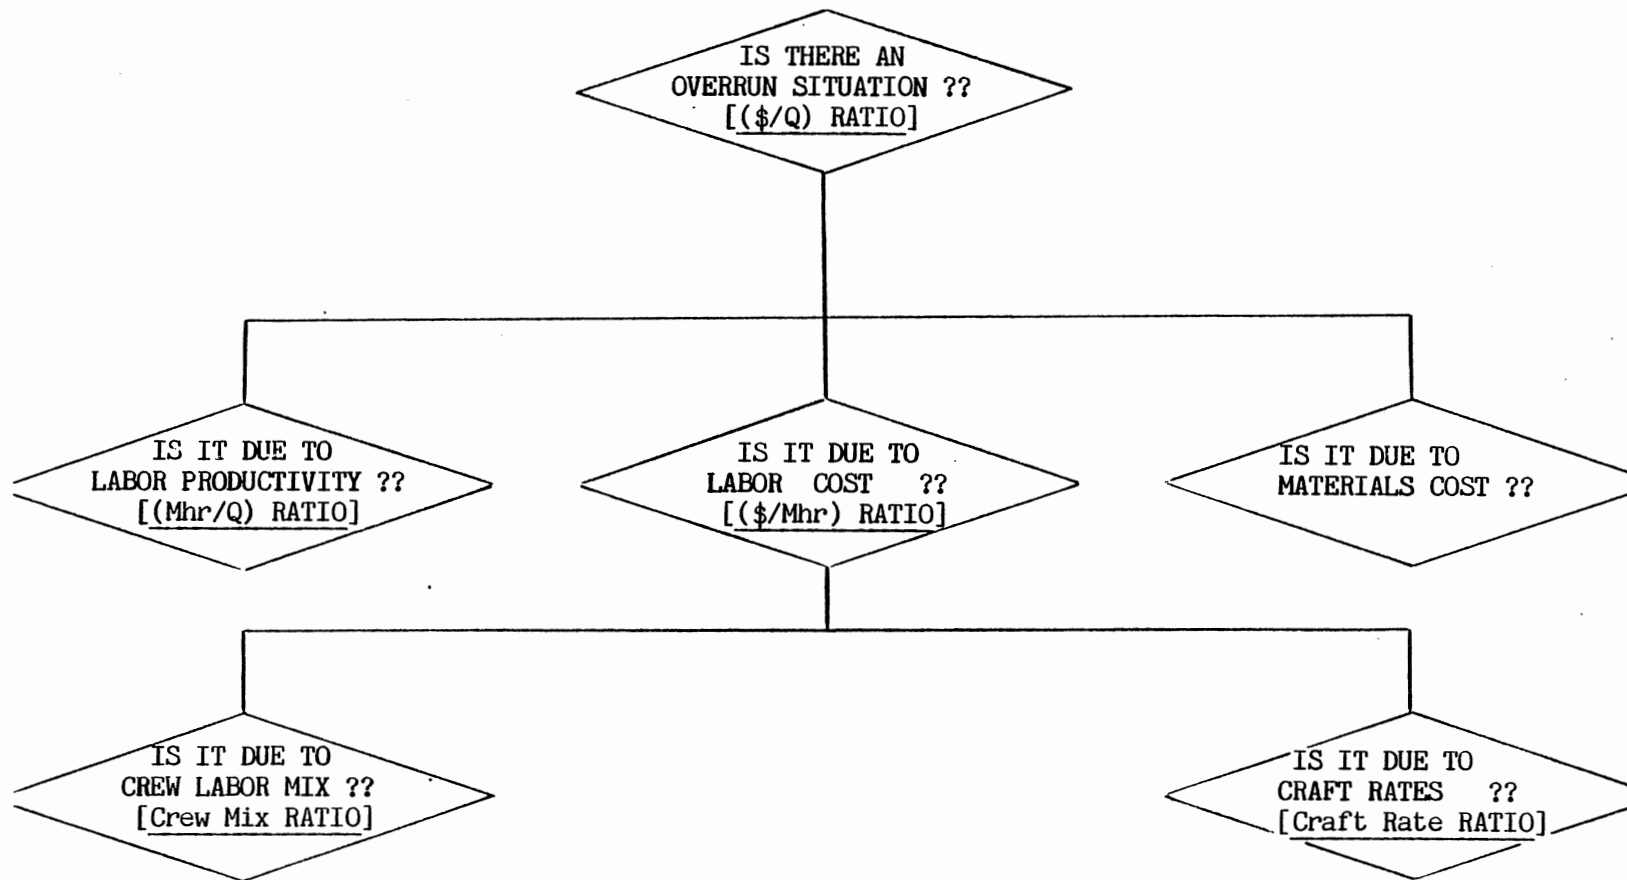 IS THERE AN
OVERRUN SITUATION ??
[($/Q) RATIO]
IS IT DUE TO
LABOR PRODUCTIVITY ??
[(Mhr/Q) RATIO]
IS IT DUE TO
LABOR COST ??
[($/Mhr) RATIO]
IS IT DUE TO
MATERIALS COST ??
IS IT DUE TO
CREW LABOR MIX ??
[Crew Mix RATIO]
IS IT DUE TO
CRAFT RATES ??
[Craft Rate RATIO]